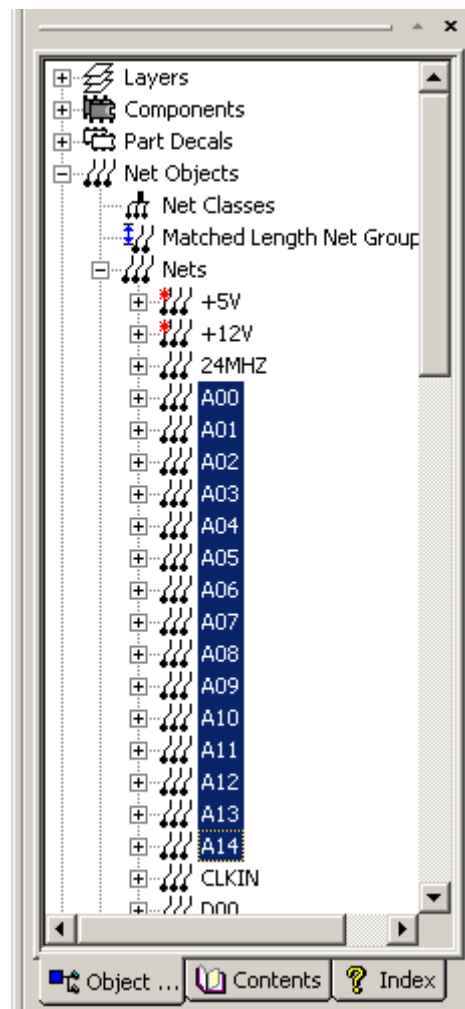 Layers
Components
Part Decals
Net Objects
Net Classes
Matched Length Net Group
Nets
+5V
+12V
24MHZ
A00
A01
A02
A03
A04
A05
A06
A07
A08
A09
A10
A11
A12
A13
A14
CLKIN
D00
Object ... Contents Index